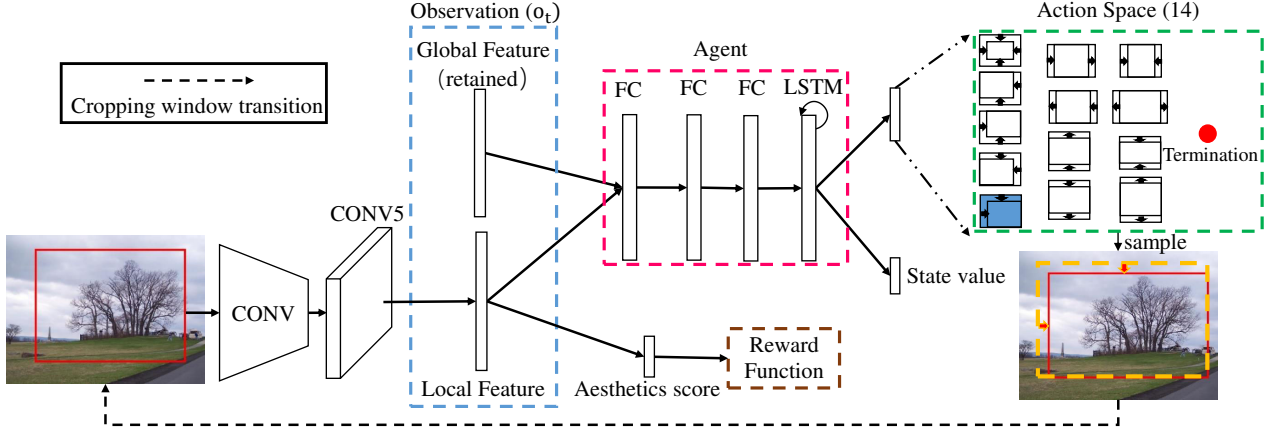 Observation (oₜ)
Action Space (14)
Global Feature
(retained)
Agent
Cropping window transition
FC
FC
FC
LSTM
Termination
CONV5
sample
CONV
State value
Local Feature
Aesthetics score
Reward
Function